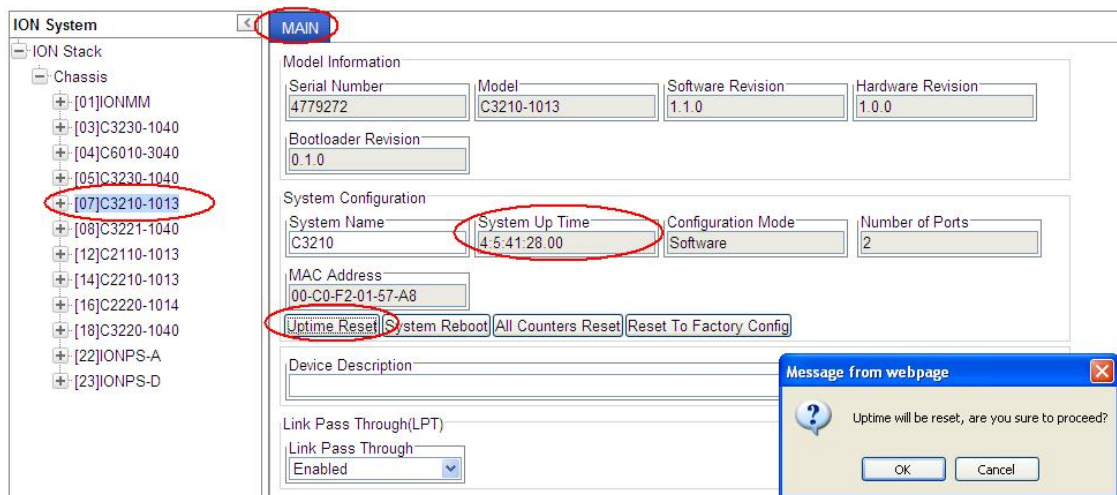 ION System
ION Stack
Chassis
[01]IONMM
[03]C3230-1040
[04]C6010-3040
[05]C3230-1040
[07]C3210-1013
[08]C3221-1040
[12]C2110-1013
[14]C2210-1013
[16]C2220-1014
[18]C3220-1040
[22]IONPS-A
[23]IONPS-D
MAIN
Model Information
Serial Number Model Software Revision Hardware Revision
4779272 C3210-1013 1.1.0 1.0.0
Bootloader Revision
0.1.0
System Configuration
System Name System Up Time Configuration Mode Number of Ports
C3210 4:5:41:28.00 Software 2
MAC Address
00-C0-F2-01-57-A8
Uptime Reset System Reboot All Counters Reset Reset To Factory Config
Device Description
Link Pass Through(LPT)
Link Pass Through
Enabled
Message from webpage
Uptime will be reset, are you sure to proceed?
OK Cancel